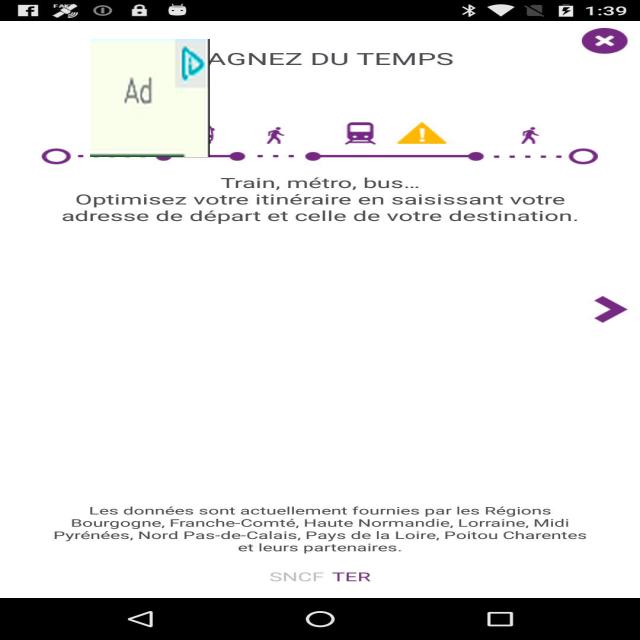 1:39
AGNEZ DU TEMPS
Ad
Train, métro, bus...
Optimisez votre itinéraire en saisissant votre
adresse de départ et celle de votre destination.
Les données sont actuellement fournies par les Régions
Bourgogne, Franche-Comté, Haute Normandie, Lorraine, Midi
Pyrénées, Nord Pas-de-Calais, Pays de la Loire, Poitou Charentes
et leurs partenaires.
SNCF TER